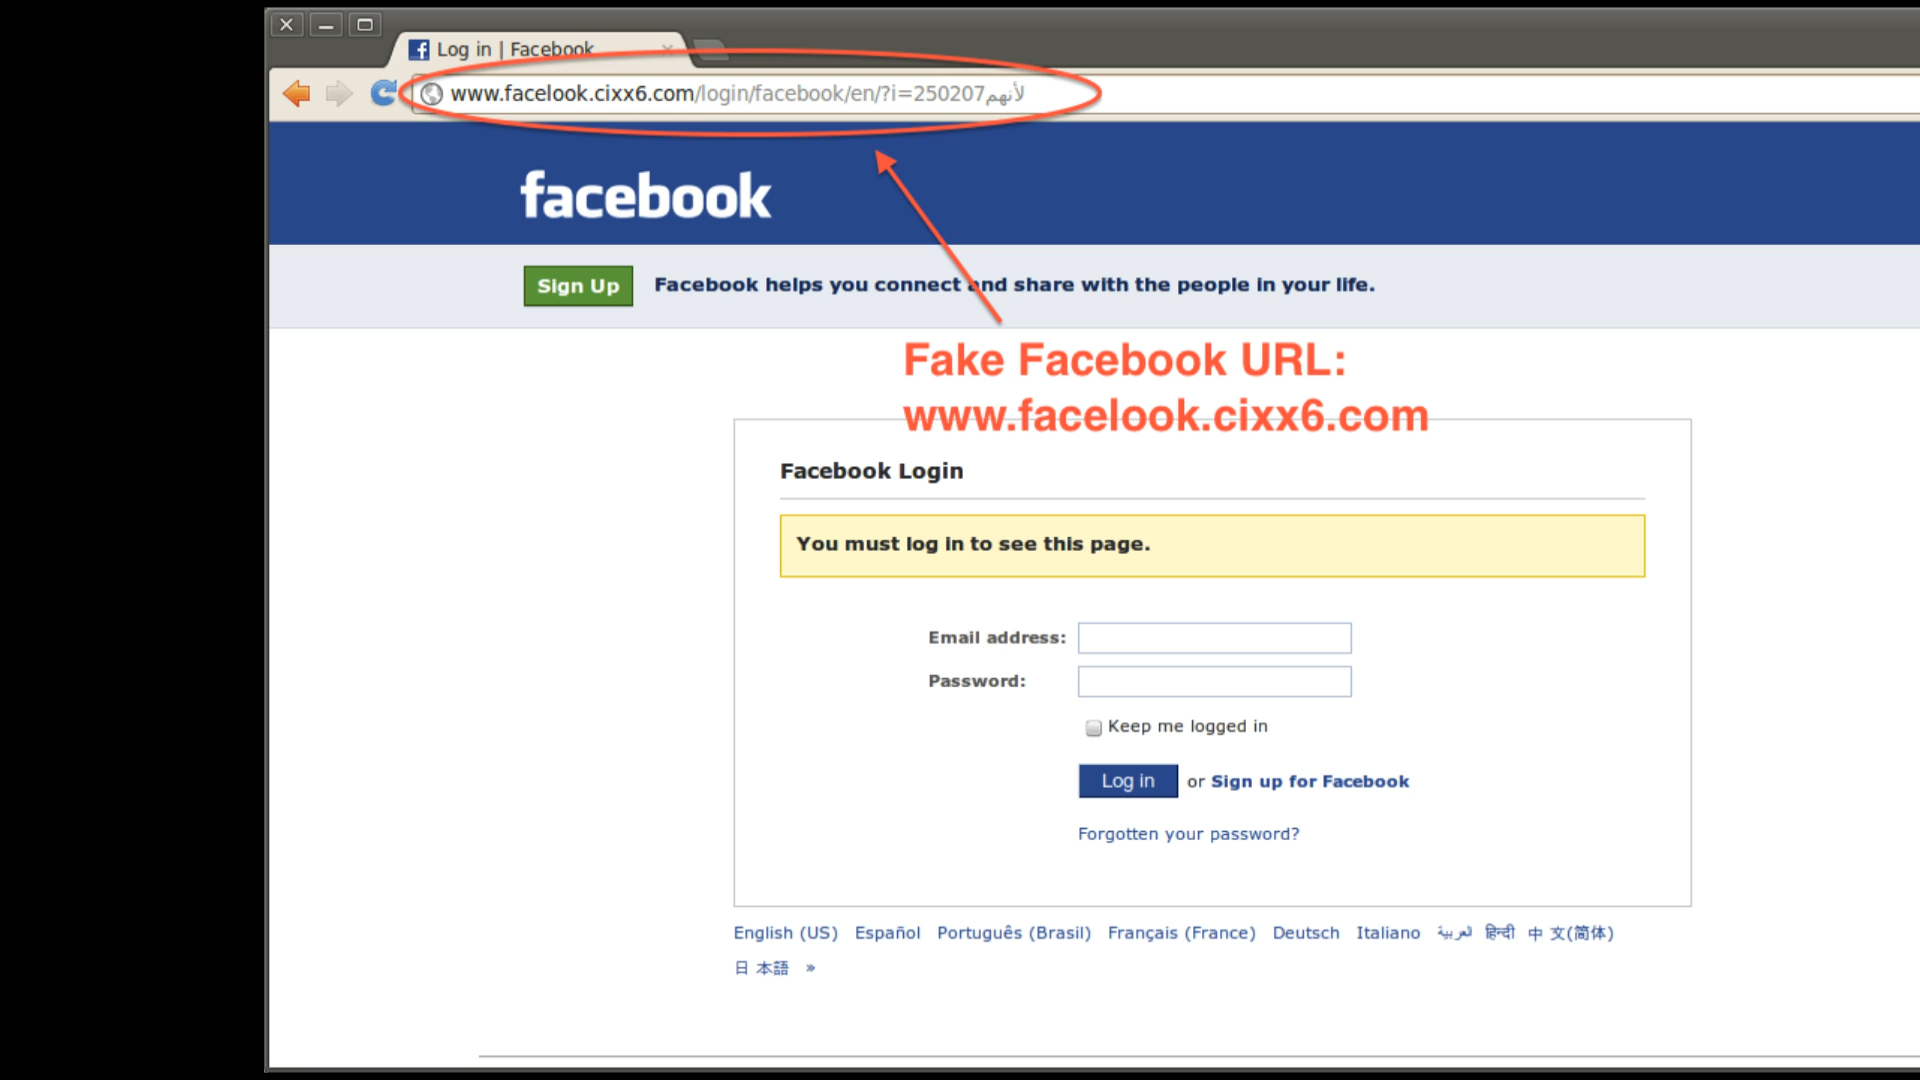 Log in | Facebook
www.facelook.cixx6.com/login/facebook/en/?i=250207لأنهم
facebook
Sign Up Facebook helps you connect and share with the people in your life.
Fake Facebook URL:
www.facelook.cixx6.com
Facebook Login
You must log in to see this page.
Email address:
Password:
Keep me logged in
Log in or Sign up for Facebook
Forgotten your password?
English (US) Español Português (Brasil) Français (France) Deutsch Italiano العربية हिन्दी 中文(简体)
日本語 »